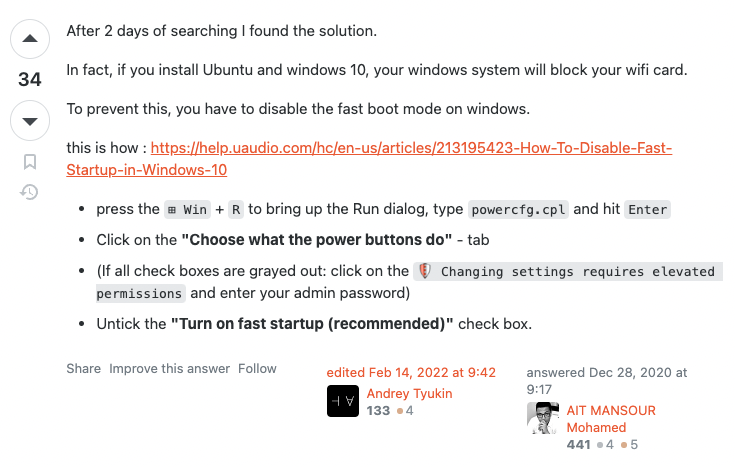 After 2 days of searching I found the solution.
34
In fact, if you install Ubuntu and windows 10, your windows system will block your wifi card.
To prevent this, you have to disable the fast boot mode on windows.
this is how : https://help.uaudio.com/hc/en-us/articles/213195423-How-To-Disable-Fast-
Startup-in-Windows-10
• press the ⊞ Win + R to bring up the Run dialog, type powercfg.cpl and hit Enter
• Click on the "Choose what the power buttons do" - tab
• (If all check boxes are grayed out: click on the Changing settings requires elevated
permissions and enter your admin password)
• Untick the "Turn on fast startup (recommended)" check box.
Share Improve this answer Follow
edited Feb 14, 2022 at 9:42
Andrey Tyukin
133 ● 4
answered Dec 28, 2020 at
9:17
AIT MANSOUR
Mohamed
441 ● 4 ● 5